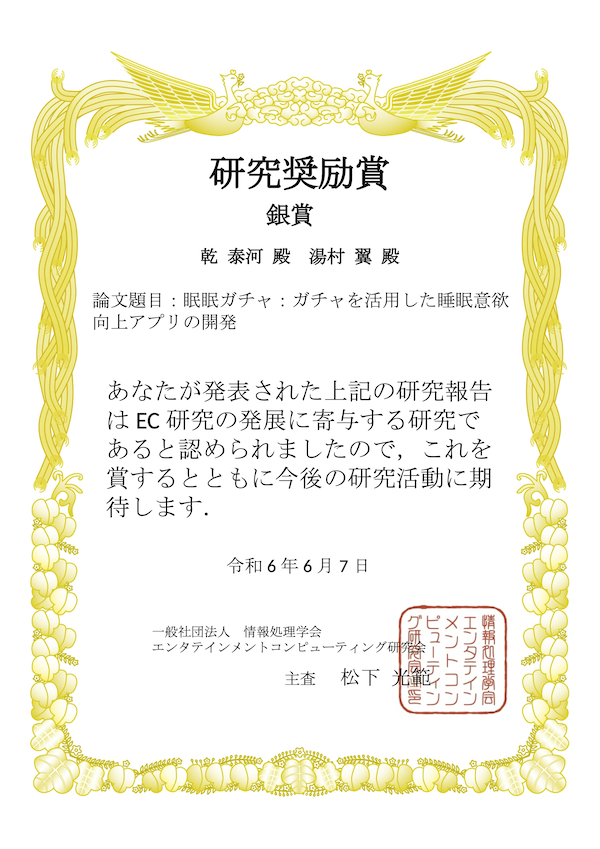 研究奨励賞
銀賞
乾 泰河 殿　湯村 翼 殿
論文題目：眠眠ガチャ：ガチャを活用した睡眠意欲
向上アプリの開発
あなたが発表された上記の研究報告
は EC 研究の発展に寄与する研究で
あると認められましたので，これを
賞するとともに今後の研究活動に期
待します．
令和 6 年 6 月 7 日
一般社団法人　情報処理学会
エンタテインメントコンピューティング研究会
主査　松下 光範
情報処理学会
エンタテイン
メントコン
ピューティン
グ研究会